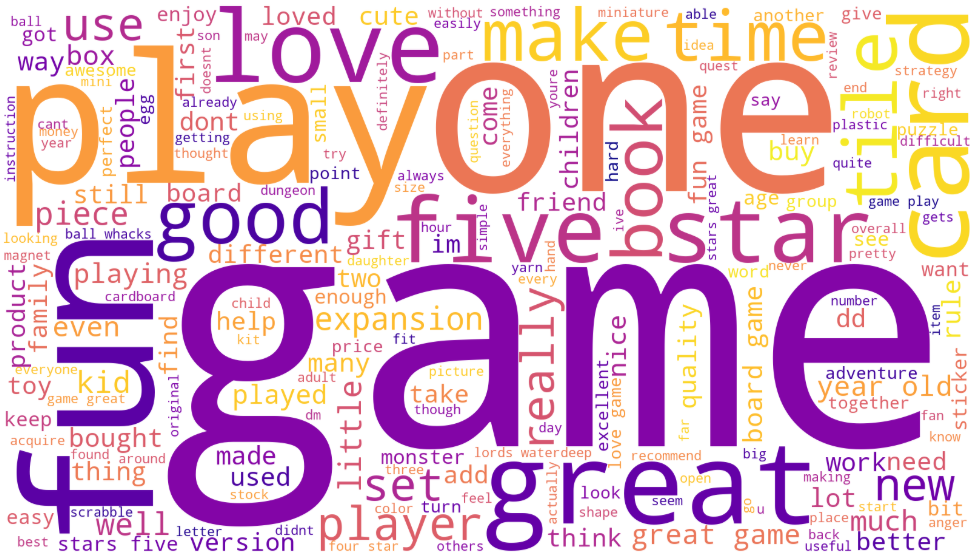 ball
got
son
may
way
doesnt
use
box
enjoy
loved
first
love
cute
try
without
something
easily
part
make
miniature
idea
able
time
another
quest
give
review
card
end
strategy
right
robot
tile
puzzle
difficult
plastic
quite
instruction
cant
money
year
awesome
mini
perfect
people
egg
already
getting
using
thought
dont
small
definitely
play
one
come
question
everything
youre
children
hard
book
fun game
say
learn
buy
still
board
dungeon
point
always
size
age
group
game play
gets
piece
good
five
star
friend
simple
ive
stars great
see
overall
pretty
looking
ball whacks
magnet
different
gift
im
hour
daughter
yarn
every
hand
word
never
want
rule
product
family
fun
playing
cardboard
two
enough
game
child
help
kit
expansion
fit
really
nice
number
dd
item
even
find
many
price
adult
picture
quality
board game
adventure
year old
together
sticker
everyone
toy
kid
game great
original
played
dm
little
take
though
day
excellent
love game
far
fan
know
keep
acquire
found
around
bought
thing
made
used
stock
monster
three
lords waterdeep
recommend
big
work
need
making
new
set
add
feel
turn
actually
great
look
shape
seem
open
go
u
lot
place
start
easy
scrabble
well
letter
didnt
color
player
four star
others
think
great game
much
back
useful
bit
anger
better
best
stars five
version